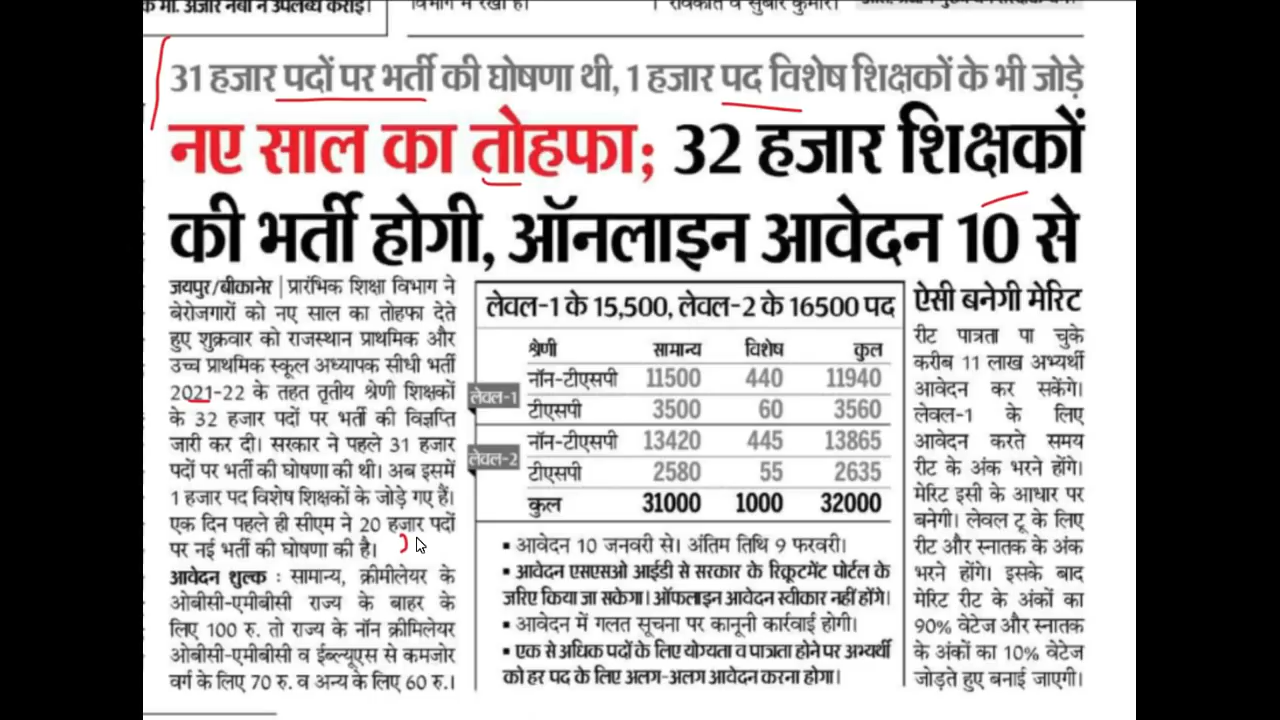 के मो. अंजार नबी ने उपलब्ध कराई।
विभाग में रखा है।
रविकांत व सुबोर कुमार।
31 हजार पदों पर भर्ती की घोषणा थी, 1 हजार पद विशेष शिक्षकों के भी जोड़े
नए साल का तोहफा; 32 हजार शिक्षकों
की भर्ती होगी, ऑनलाइन आवेदन 10 से
जयपुर/बीकानेर | प्रारंभिक शिक्षा विभाग ने
बेरोजगारों को नए साल का तोहफा देते
हुए शुक्रवार को राजस्थान प्राथमिक और
उच्च प्राथमिक स्कूल अध्यापक सीधी भर्ती
2021-22 के तहत तृतीय श्रेणी शिक्षकों
के 32 हजार पदों पर भर्ती की विज्ञप्ति
जारी कर दी। सरकार ने पहले 31 हजार
पदों पर भर्ती की घोषणा की थी। अब इसमें
1 हजार पद विशेष शिक्षकों के जोड़े गए हैं।
एक दिन पहले ही सीएम ने 20 हजार पदों
पर नई भर्ती की घोषणा की है।
आवेदन शुल्क : सामान्य, क्रीमीलेयर के
ओबीसी-एमीबीसी राज्य के बाहर के
लिए 100 रु. तो राज्य के नॉन क्रीमिलेयर
ओबीसी-एमीबीसी व ईब्ल्यूएस से कमजोर
वर्ग के लिए 70 रु. व अन्य के लिए 60 रु.।
लेवल-1 के 15,500, लेवल-2 के 16500 पद
श्रेणी सामान्य विशेष कुल
लेवल-1
नॉन-टीएसपी 11500 440 11940
टीएसपी 3500 60 3560
लेवल-2
नॉन-टीएसपी 13420 445 13865
टीएसपी 2580 55 2635
कुल 31000 1000 32000
▪ आवेदन 10 जनवरी से। अंतिम तिथि 9 फरवरी।
▪ आवेदन एसएसओ आईडी से सरकार के रिक्रूटमेंट पोर्टल के
जरिए किया जा सकेगा। ऑफलाइन आवेदन स्वीकार नहीं होंगे।
▪ आवेदन में गलत सूचना पर कानूनी कार्रवाई होगी।
▪ एक से अधिक पदों के लिए योग्यता व पात्रता होने पर अभ्यर्थी
को हर पद के लिए अलग-अलग आवेदन करना होगा।
ऐसी बनेगी मेरिट
रीट पात्रता पा चुके
करीब 11 लाख अभ्यर्थी
आवेदन कर सकेंगे।
लेवल-1 के लिए
आवेदन करते समय
रीट के अंक भरने होंगे।
मेरिट इसी के आधार पर
बनेगी। लेवल टू के लिए
रीट और स्नातक के अंक
भरने होंगे। इसके बाद
मेरिट रीट के अंकों का
90% वेटेज और स्नातक
के अंकों का 10% वेटेज
जोड़ते हुए बनाई जाएगी।